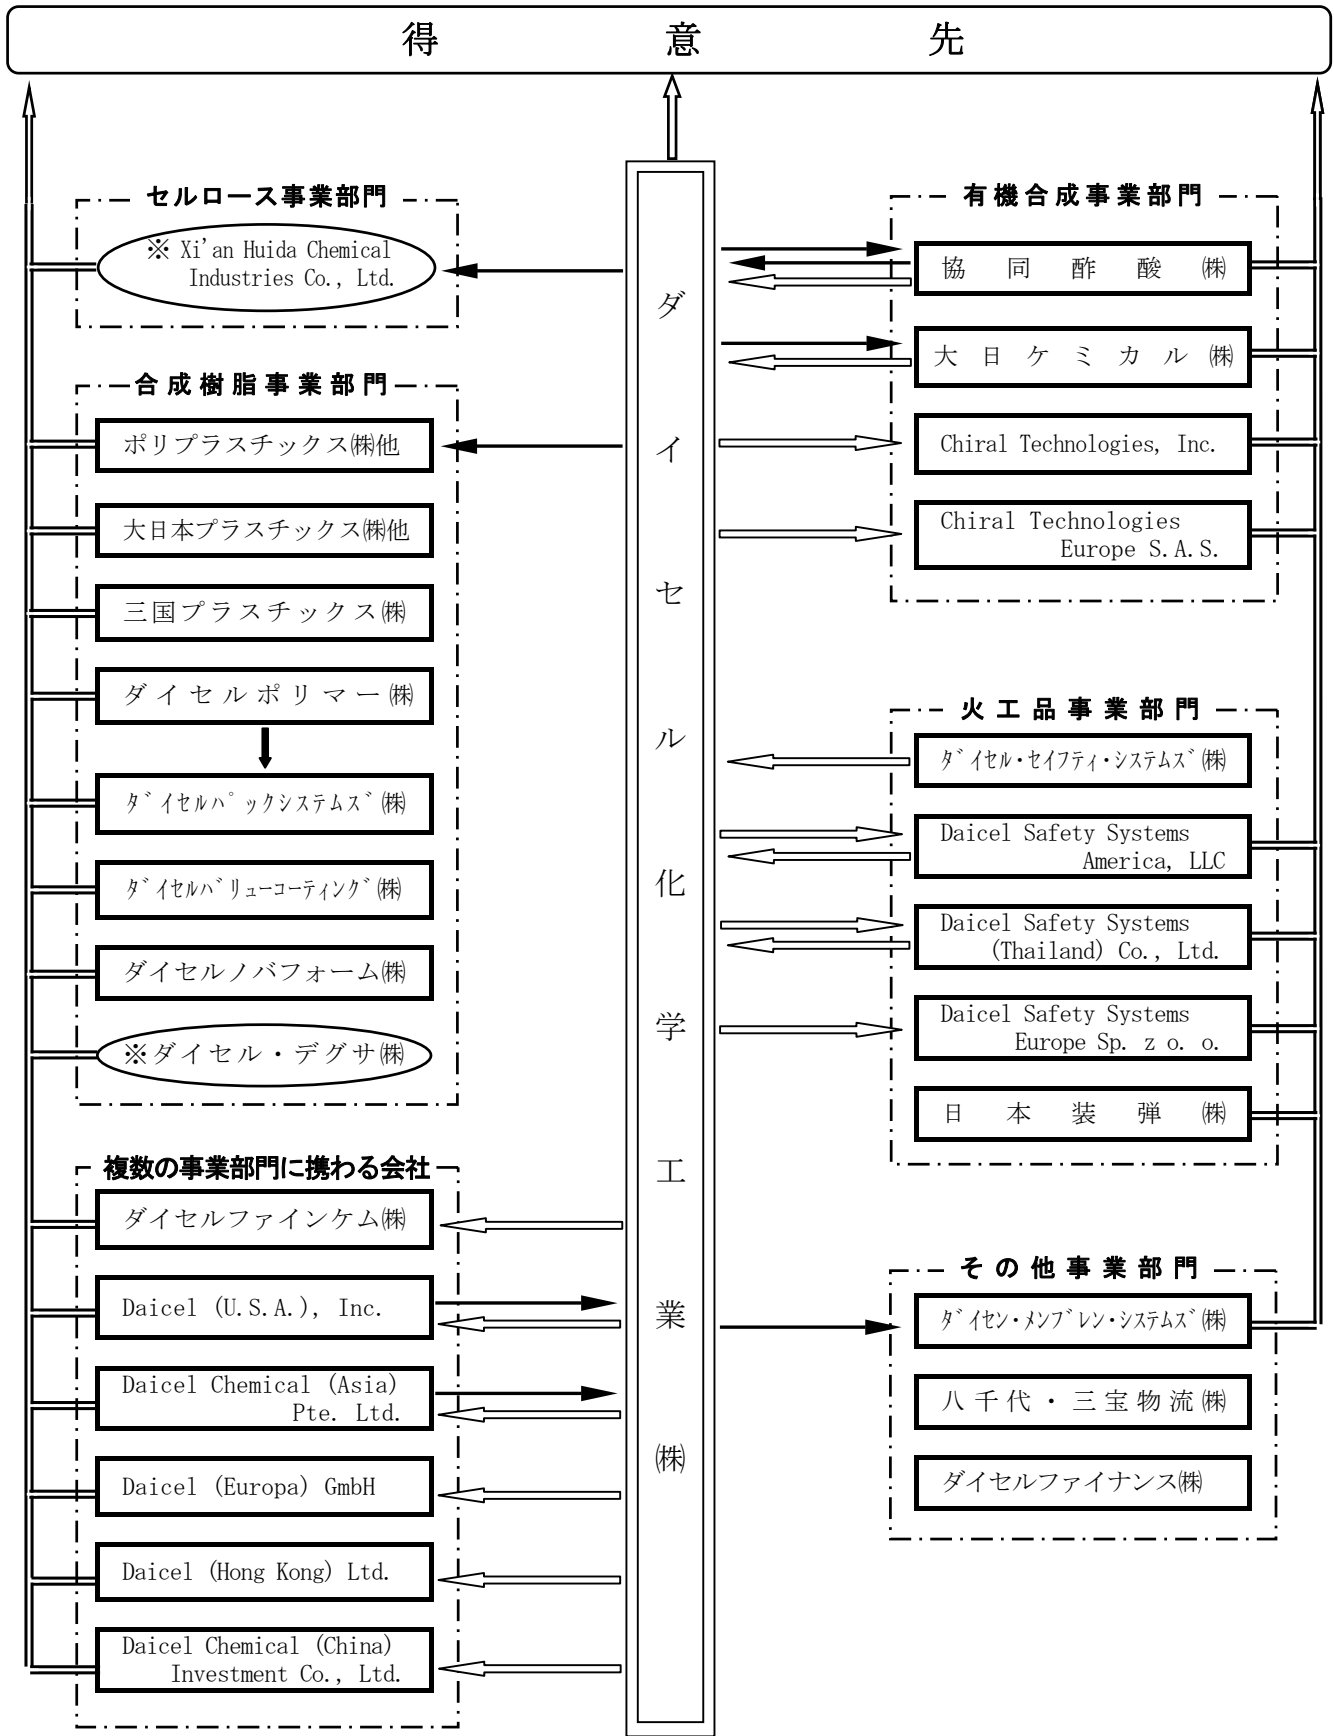 得意先
セルロース事業部門
※ Xi'an Huida Chemical
Industries Co., Ltd.
合成樹脂事業部門
ポリプラスチックス㈱他
大日本プラスチックス㈱他
三国プラスチックス㈱
ダイセルポリマー㈱
ﾀﾞｲｾﾙﾊﾟｯｸシステムズ㈱
ﾀﾞｲｾﾙﾊﾞﾘｭｰｺｰﾃｨﾝｸﾞ㈱
ダイセルノバフォーム㈱
※ダイセル・デグサ㈱
複数の事業部門に携わる会社
ダイセルファインケム㈱
Daicel (U.S.A.), Inc.
Daicel Chemical (Asia)
Pte. Ltd.
Daicel (Europa) GmbH
Daicel (Hong Kong) Ltd.
Daicel Chemical (China)
Investment Co., Ltd.
ダイセル化学工業㈱
有機合成事業部門
協同酢酸㈱
大日ケミカル㈱
Chiral Technologies, Inc.
Chiral Technologies
Europe S.A.S.
火工品事業部門
ﾀﾞｲｾﾙ・ｾｲﾌﾃｨ・ｼｽﾃﾑｽﾞ㈱
Daicel Safety Systems
America, LLC
Daicel Safety Systems
(Thailand) Co., Ltd.
Daicel Safety Systems
Europe Sp. z o. o.
日本装弾㈱
その他事業部門
ﾀﾞｲｾﾝ・ﾒﾝﾌﾞﾚﾝ・ｼｽﾃﾑｽﾞ㈱
八千代・三宝物流㈱
ダイセルファイナンス㈱